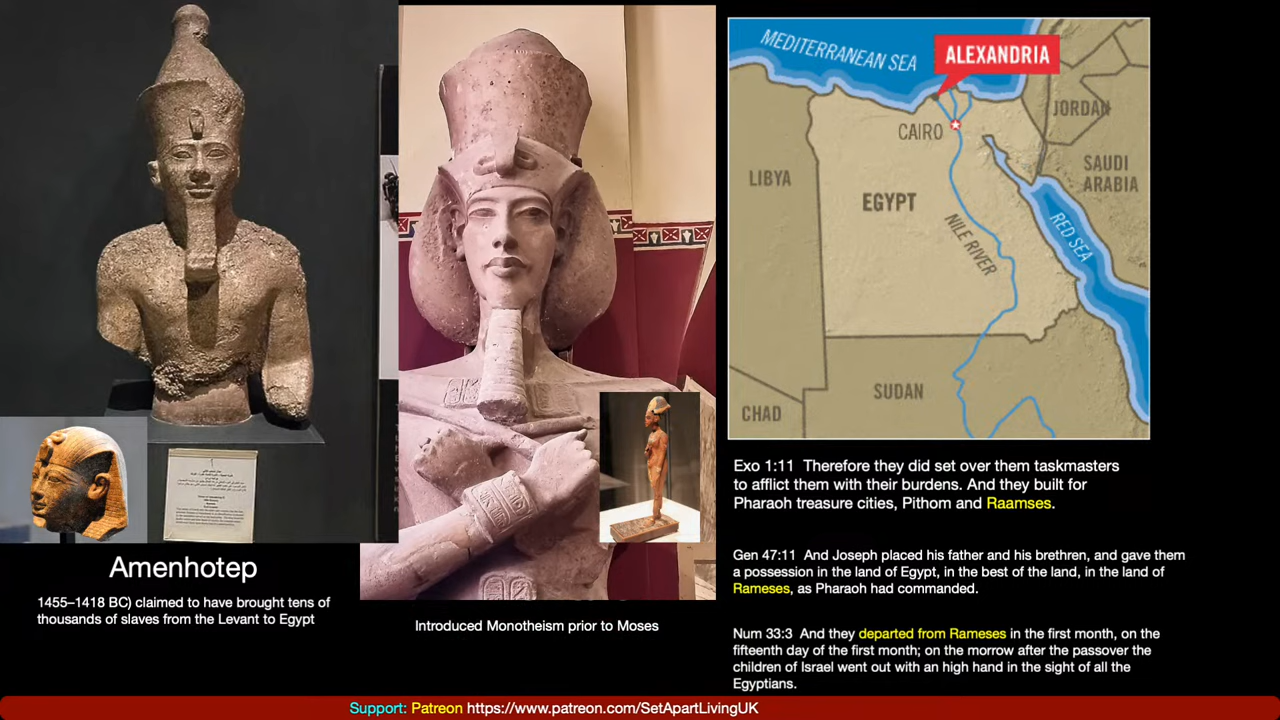 Amenhotep
1455–1418 BC) claimed to have brought tens of
thousands of slaves from the Levant to Egypt
Introduced Monotheism prior to Moses
MEDITERRANEAN SEA
ALEXANDRIA
JORDAN
CAIRO
LIBYA
SAUDI
ARABIA
EGYPT
NILE RIVER
RED SEA
SUDAN
CHAD
Exo 1:11 Therefore they did set over them taskmasters
to afflict them with their burdens. And they built for
Pharaoh treasure cities, Pithom and Raamses.
Gen 47:11 And Joseph placed his father and his brethren, and gave them
a possession in the land of Egypt, in the best of the land, in the land of
Rameses, as Pharaoh had commanded.
Num 33:3 And they departed from Rameses in the first month, on the
fifteenth day of the first month; on the morrow after the passover the
children of Israel went out with an high hand in the sight of all the
Egyptians.
Support: Patreon https://www.patreon.com/SetApartLivingUK